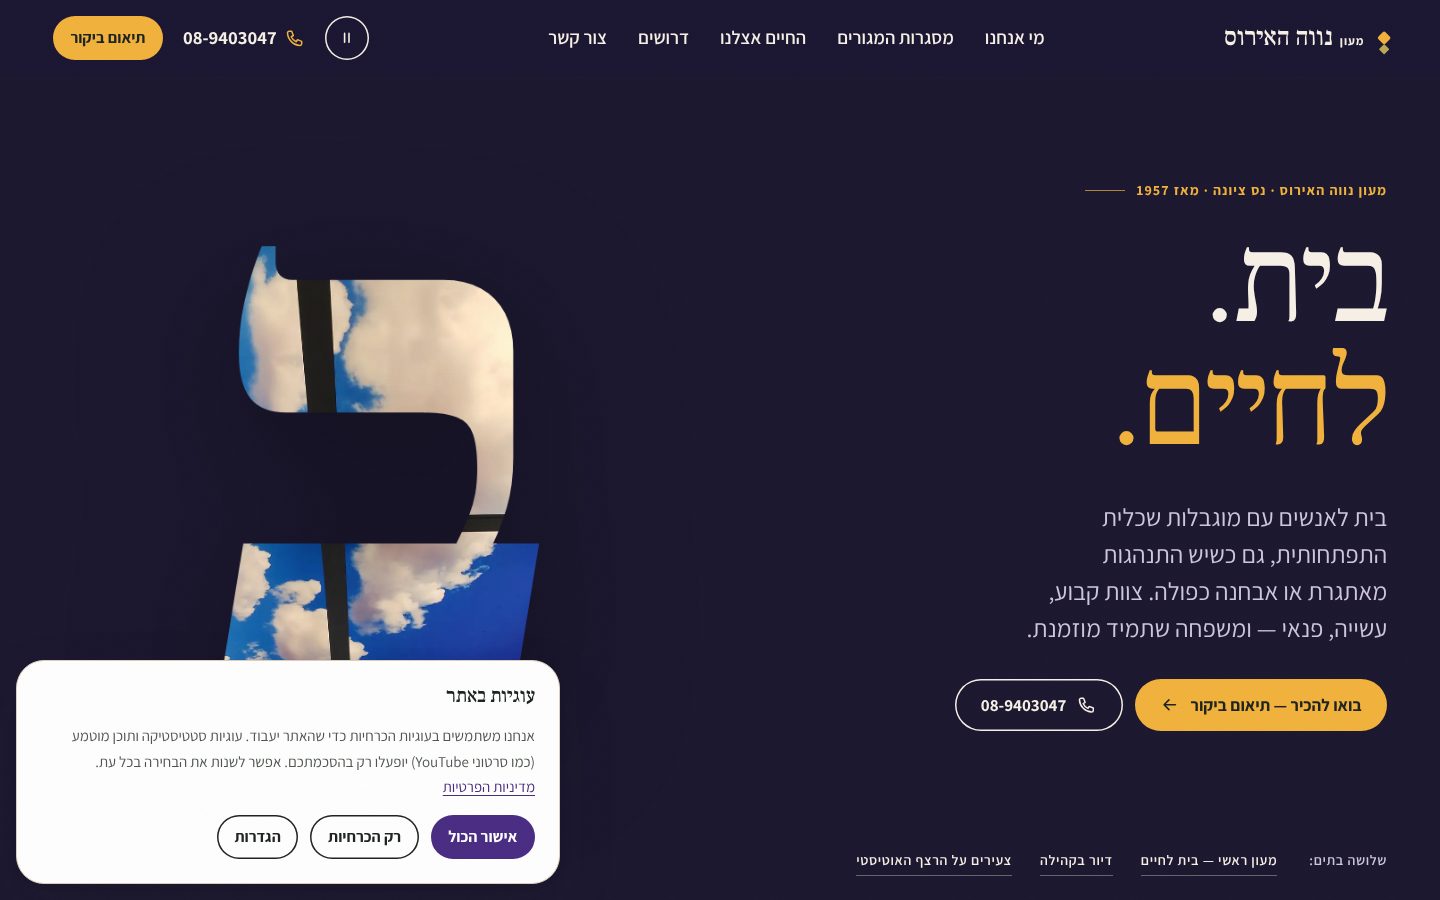 מעון נווה האירוס
מי אנחנו
מסגרות המגורים
החיים אצלנו
דרושים
צור קשר
08-9403047
תיאום ביקור
מעון נווה האירוס · נס ציונה · מאז 1957
בית.
לחיים.
בית לאנשים עם מוגבלות שכלית
התפתחותית, גם כשיש התנהגות
מאתגרת או אבחנה כפולה. צוות קבוע,
עשייה, פנאי — ומשפחה שתמיד מוזמנת.
בואו להכיר — תיאום ביקור
08-9403047
שלושה בתים:
מעון ראשי — בית לחיים
דיור בקהילה
צעירים על הרצף האוטיסטי
עוגיות באתר
אנחנו משתמשים בעוגיות הכרחיות כדי שהאתר יעבוד. עוגיות סטטיסטיקה ותוכן מוטמע
(כמו סרטוני YouTube) יופעלו רק בהסכמתכם. אפשר לשנות את הבחירה בכל עת.
מדיניות הפרטיות
אישור הכול
רק הכרחיות
הגדרות